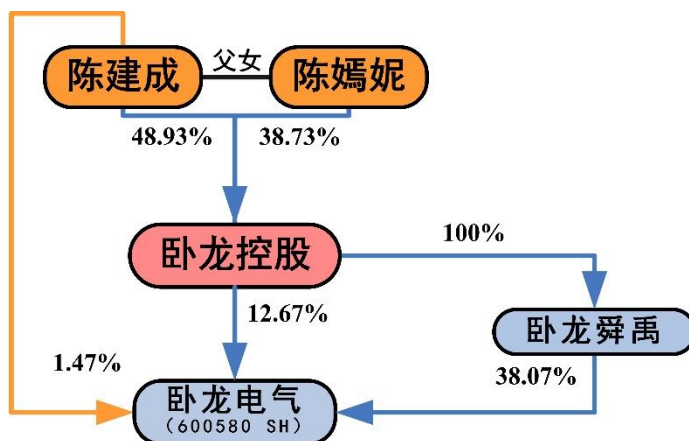 父女
陈建成
陈嫣妮
48.93%
38.73%
卧龙控股
100%
12.67%
卧龙舜禹
1.47%
38.07%
卧龙电气
(600580 SH)